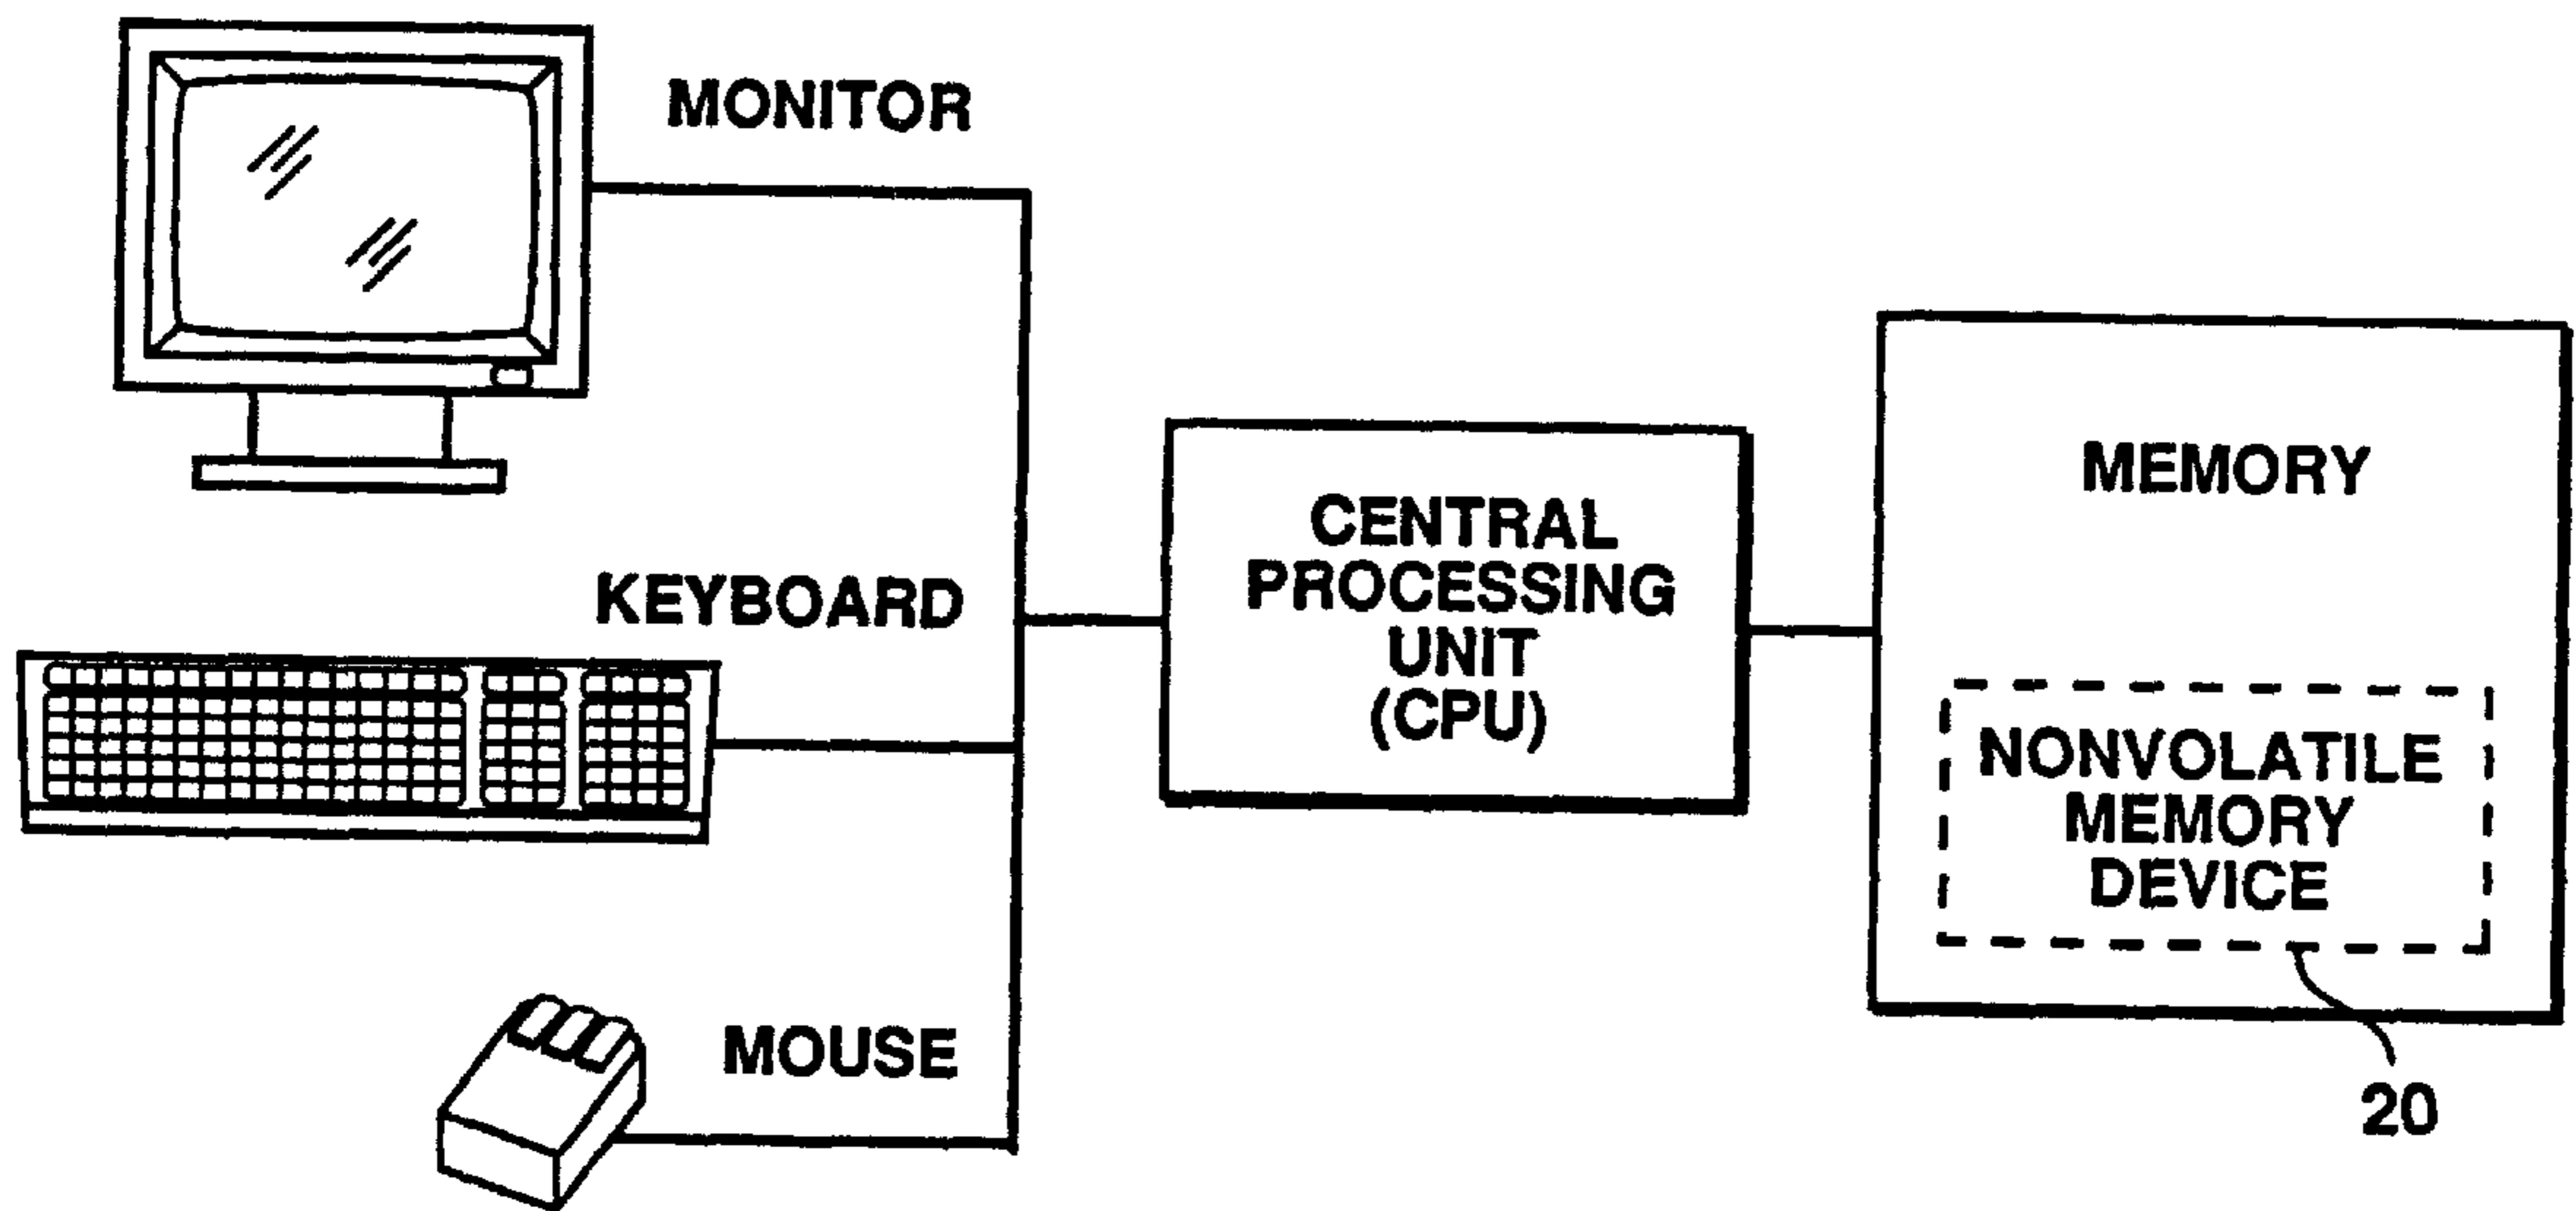 MONITOR
KEYBOARD
MOUSE
CENTRAL
PROCESSING
UNIT
(CPU)
MEMORY
NONVOLATILE
MEMORY
DEVICE
20